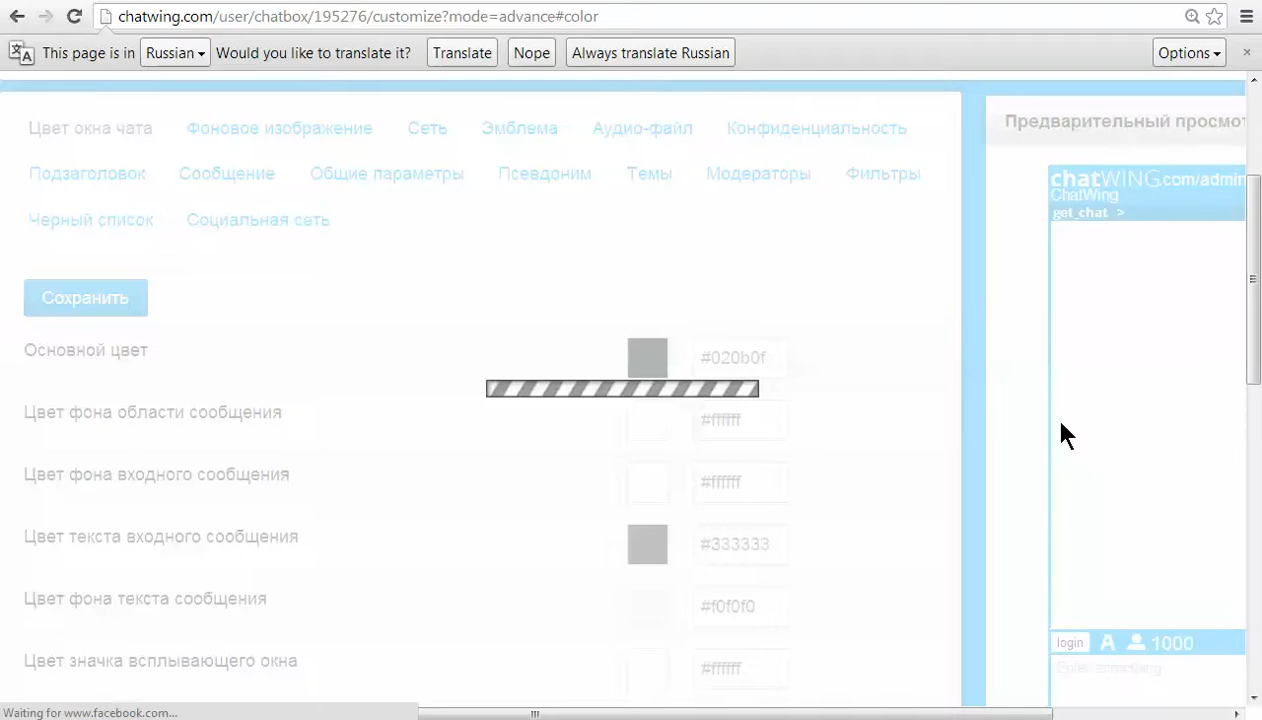 chatwing.com/user/chatbox/195276/customize?mode=advance#color
This page is in Russian Would you like to translate it? Translate Nope Always translate Russian Options
Цвет окна чата Фоновое изображение Сеть Эмблема Аудио-файл Конфиденциальность
Подзаголовок Сообщение Общие параметры Псевдоним Темы Модераторы Фильтры
Черный список Социальная сеть
Сохранить
Основной цвет #020b0f
Цвет фона области сообщения #ffffff
Цвет фона входного сообщения #ffffff
Цвет текста входного сообщения #333333
Цвет фона текста сообщения #f0f0f0
Цвет значка всплывающего окна #ffffff
Предварительный просмот
chatWING.com/admin
ChatWing
get_chat >
login A 1000
Enter something
Waiting for www.facebook.com...